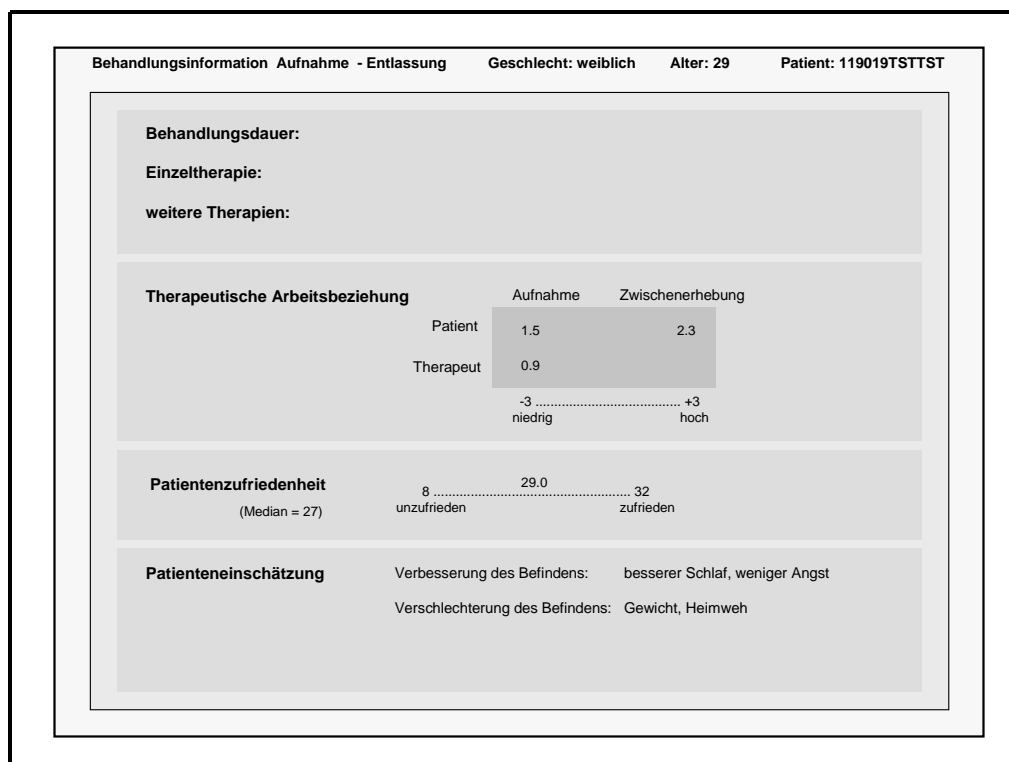 Behandlungsinformation Aufnahme - Entlassung Geschlecht: weiblich Alter: 29 Patient: 119019TSTTST
Behandlungsdauer:
Einzeltherapie:
weitere Therapien:
Therapeutische Arbeitsbeziehung Aufnahme Zwischenerhebung
Patient 1.5 2.3
Therapeut 0.9
-3 ....................................... +3
niedrig hoch
Patientenzufriedenheit 29.0
8 ..................................................... 32
(Median = 27) unzufrieden zufrieden
Patienteneinschätzung Verbesserung des Befindens: besserer Schlaf, weniger Angst
Verschlechterung des Befindens: Gewicht, Heimweh